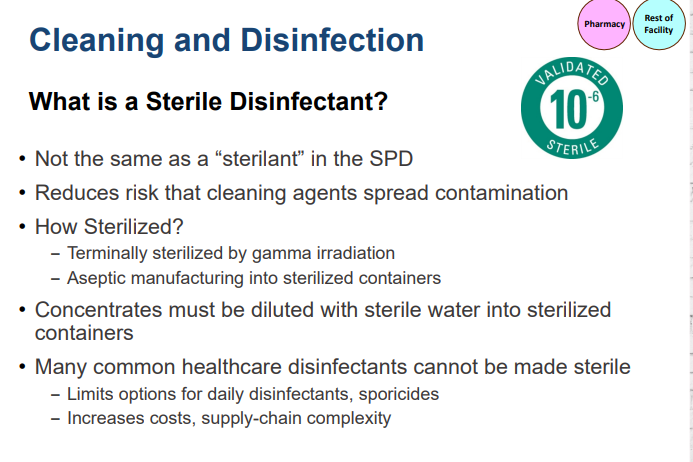 Pharmacy
Rest of
Facility
Cleaning and Disinfection
VALIDATED
10-6
STERILE
What is a Sterile Disinfectant?
• Not the same as a “sterilant” in the SPD
• Reduces risk that cleaning agents spread contamination
• How Sterilized?
– Terminally sterilized by gamma irradiation
– Aseptic manufacturing into sterilized containers
• Concentrates must be diluted with sterile water into sterilized
containers
• Many common healthcare disinfectants cannot be made sterile
– Limits options for daily disinfectants, sporicides
– Increases costs, supply-chain complexity